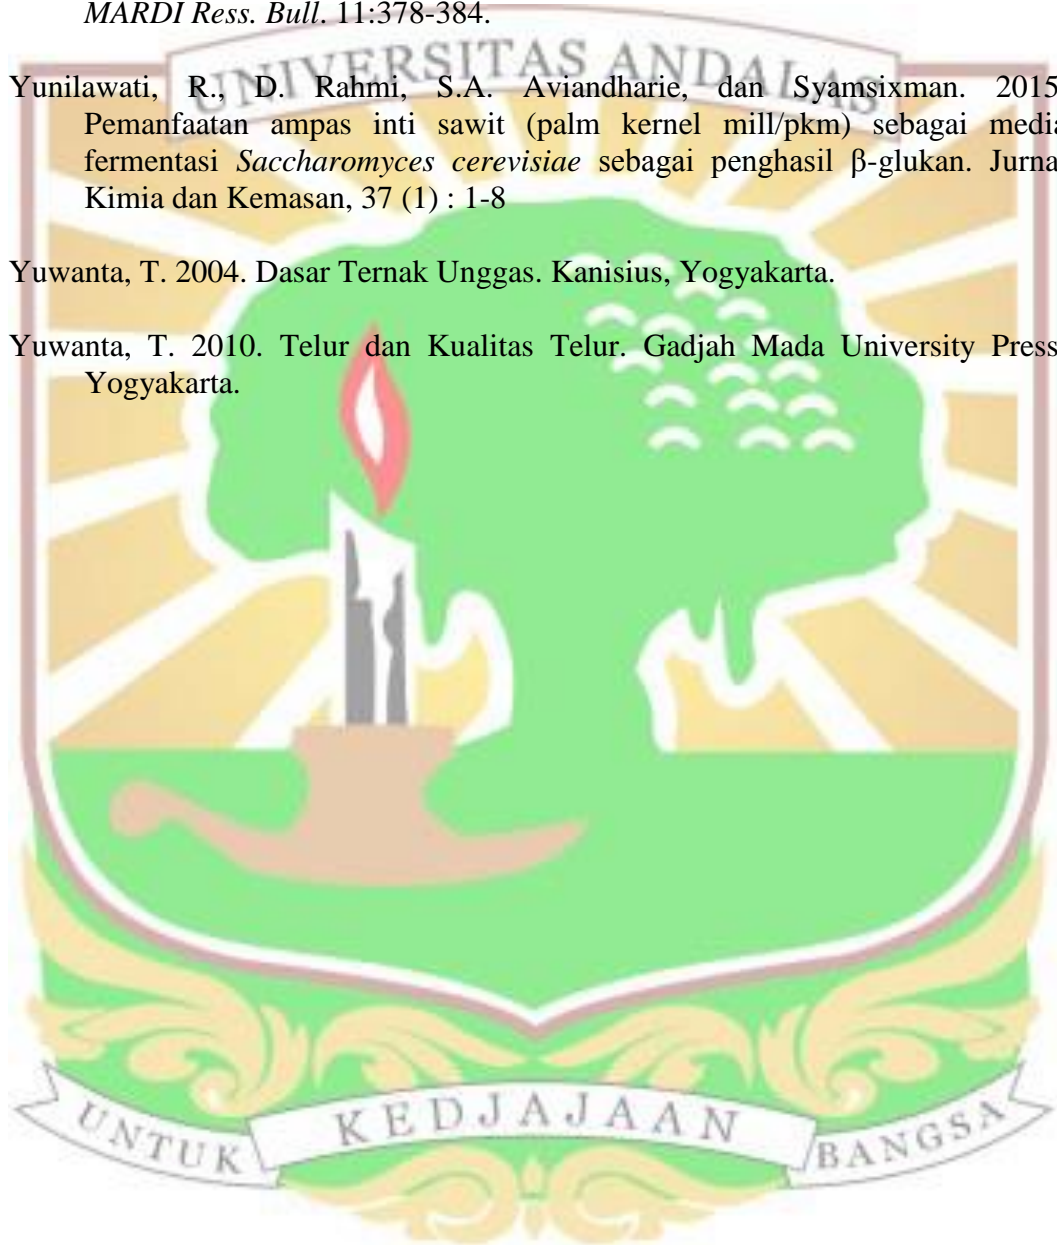 MARDI Ress. Bull. 11:378-384.
UNIVERSITAS ANDALAS
Yunilawati, R., D. Rahmi, S.A. Aviandharie, dan Syamsixman. 2015
Pemanfaatan ampas inti sawit (palm kernel mill/pkm) sebagai media
fermentasi Saccharomyces cerevisiae sebagai penghasil β-glukan. Jurna
Kimia dan Kemasan, 37 (1) : 1-8
Yuwanta, T. 2004. Dasar Ternak Unggas. Kanisius, Yogyakarta.
Yuwanta, T. 2010. Telur dan Kualitas Telur. Gadjah Mada University Press
Yogyakarta.
UNTUK KEDJAJAAN BANGSA